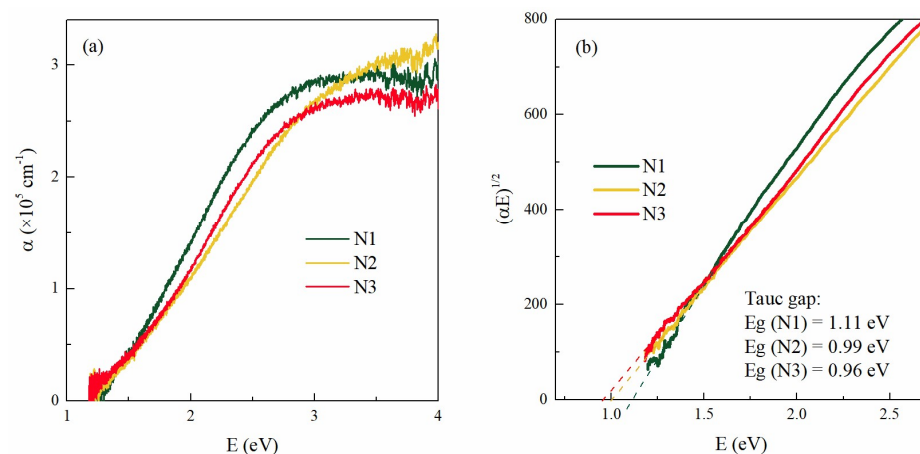 (a)
3
2
1
0
α (×10⁵ cm⁻¹)
N1
N2
N3
1
2
3
4
E (eV)
(b)
800
600
400
200
0
(αE)¹/²
N1
N2
N3
Tauc gap:
Eg (N1) = 1.11 eV
Eg (N2) = 0.99 eV
Eg (N3) = 0.96 eV
1.0
1.5
2.0
2.5
E (eV)